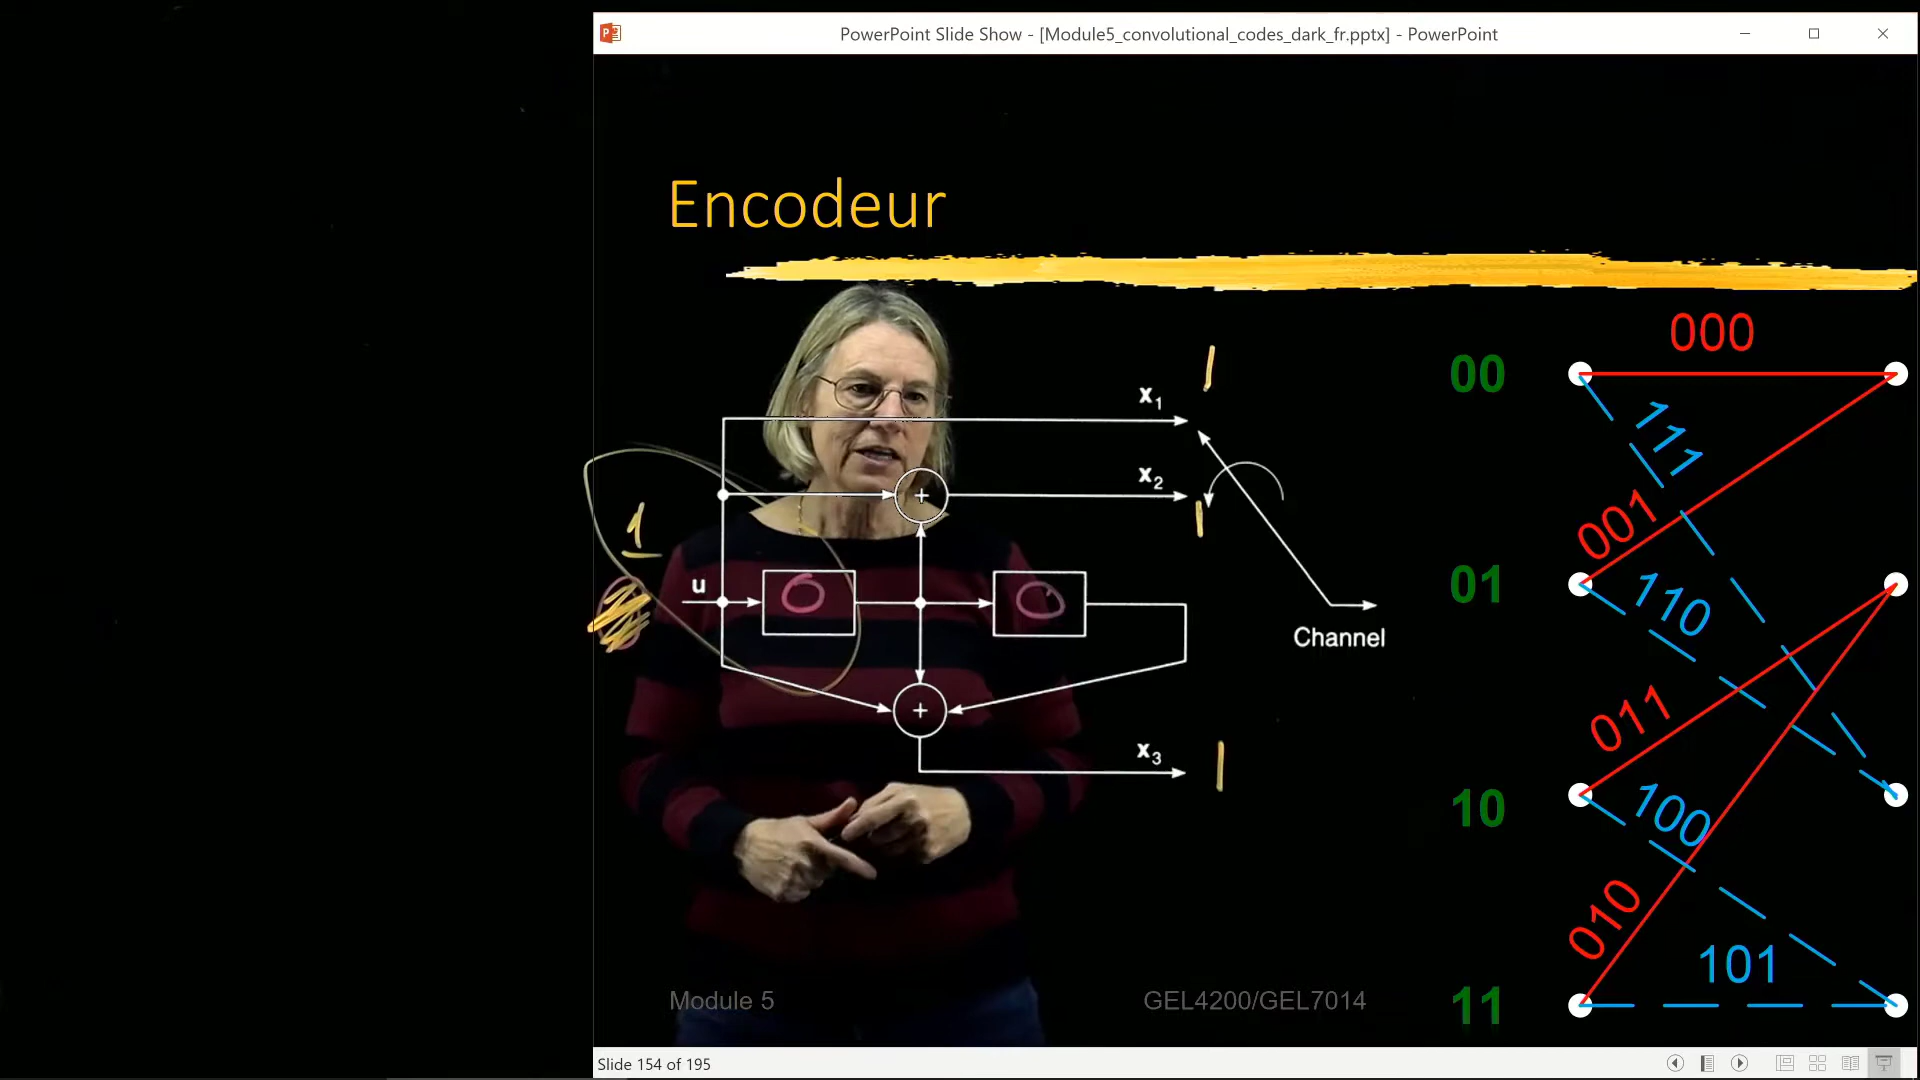 PowerPoint Slide Show - [Module5_convolutional_codes_dark_fr.pptx] - PowerPoint
Encodeur
000
00
111
x1
1
x2
1
001
1
01
110
u
0
0
+
+
Channel
011
x3
1
10
100
010
101
11
Module 5
GEL4200/GEL7014
Slide 154 of 195